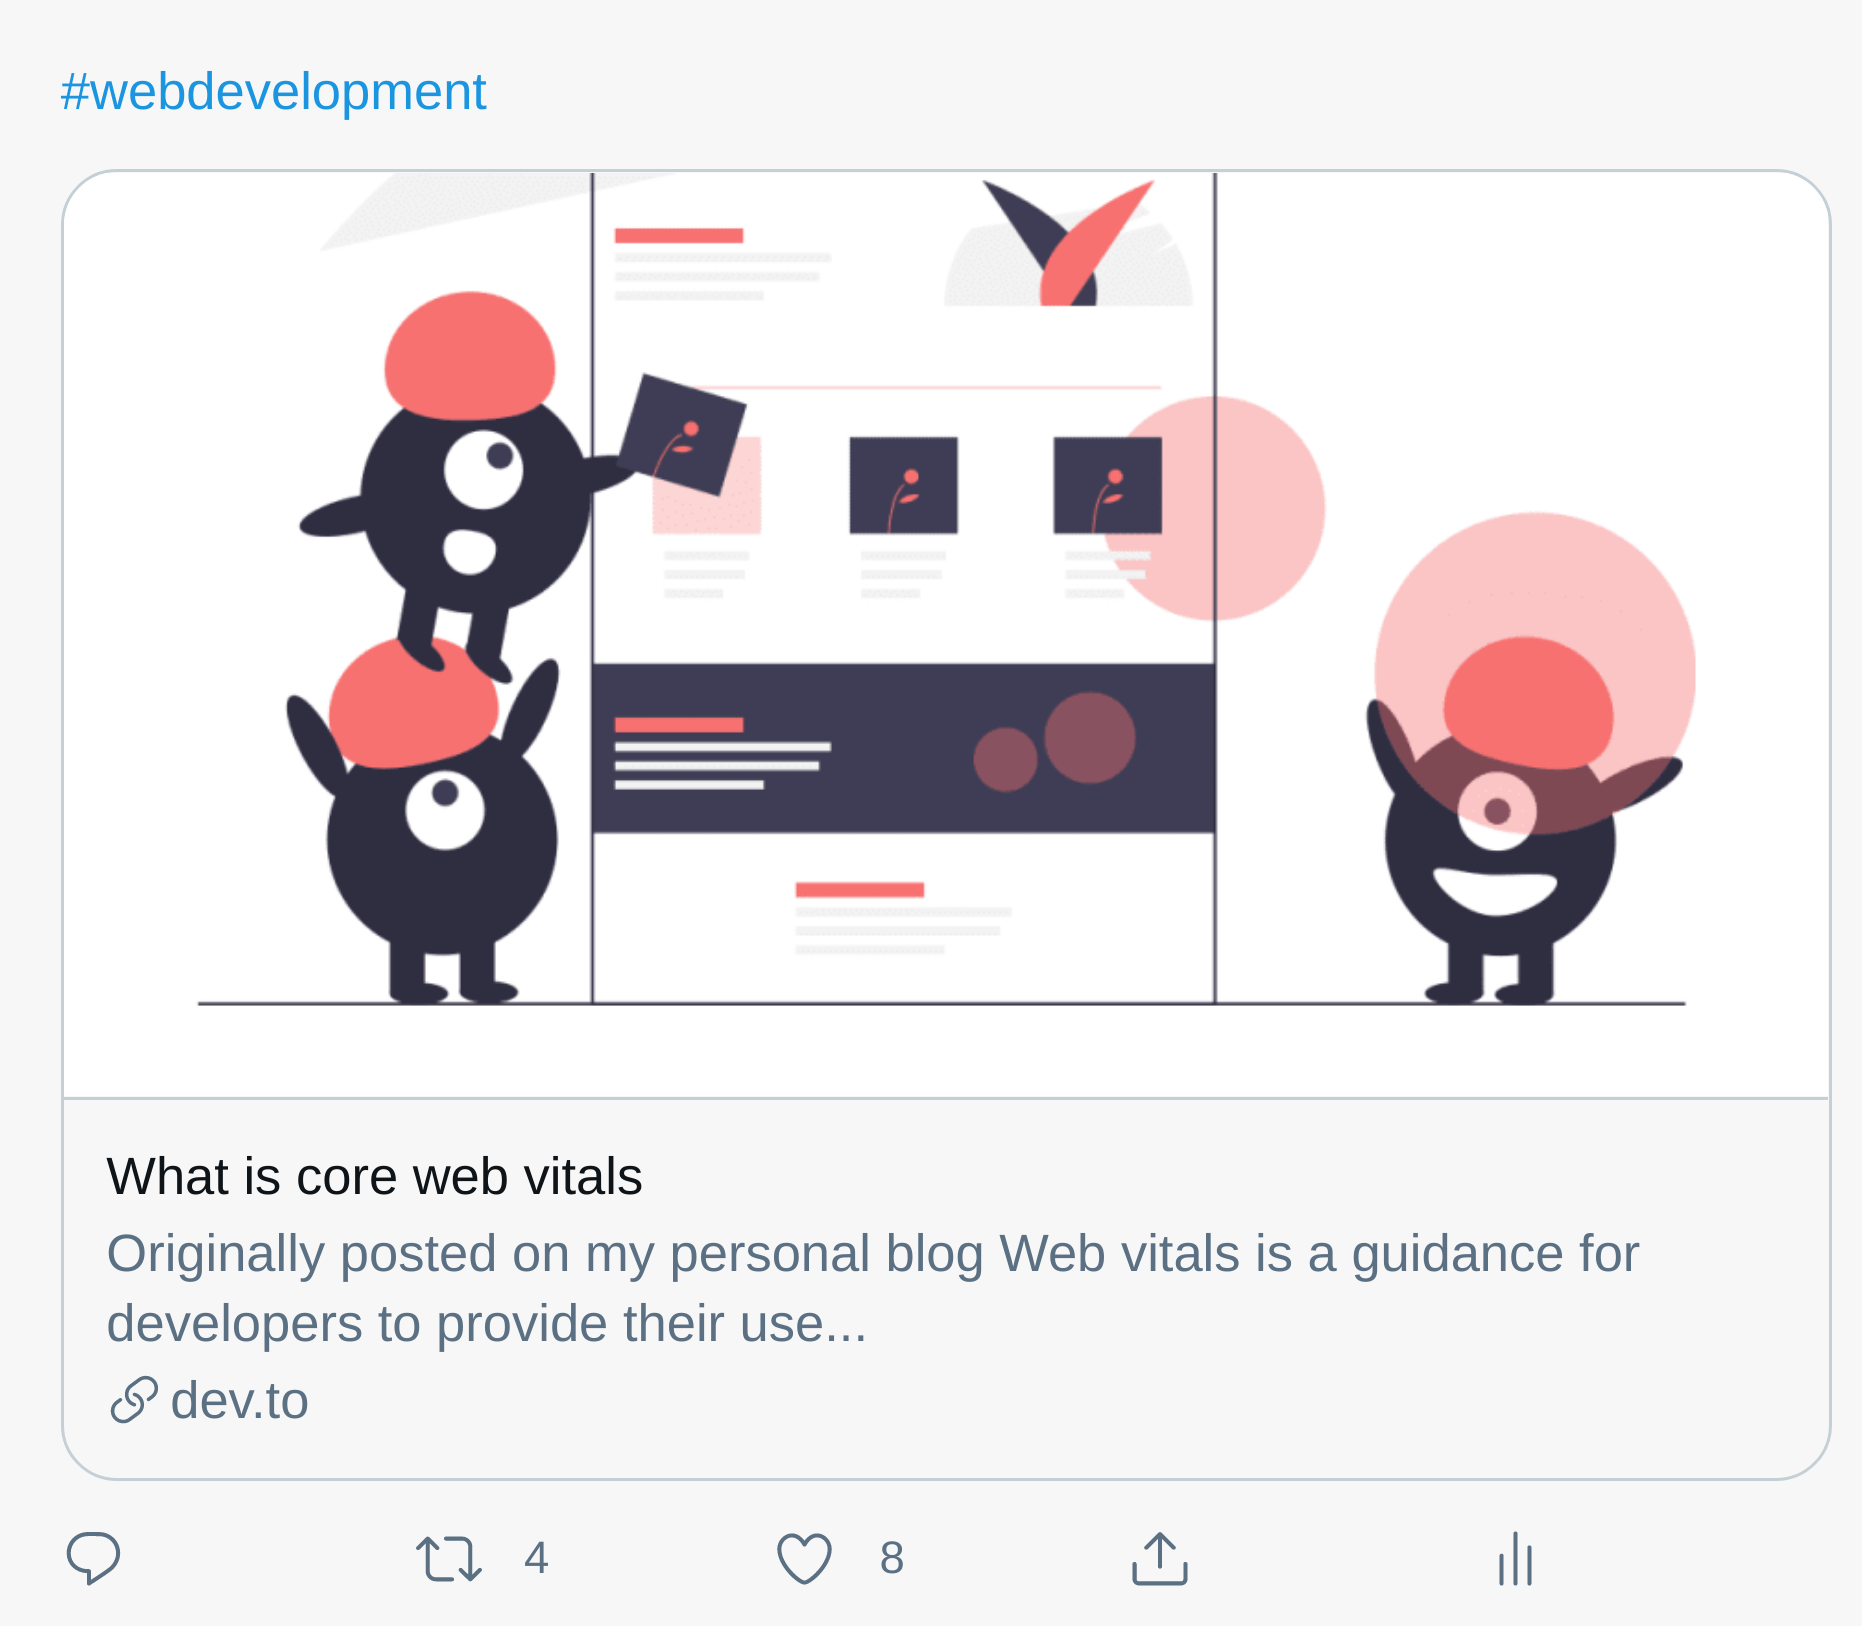 #webdevelopment
What is core web vitals
Originally posted on my personal blog Web vitals is a guidance for
developers to provide their use...
dev.to
4 8